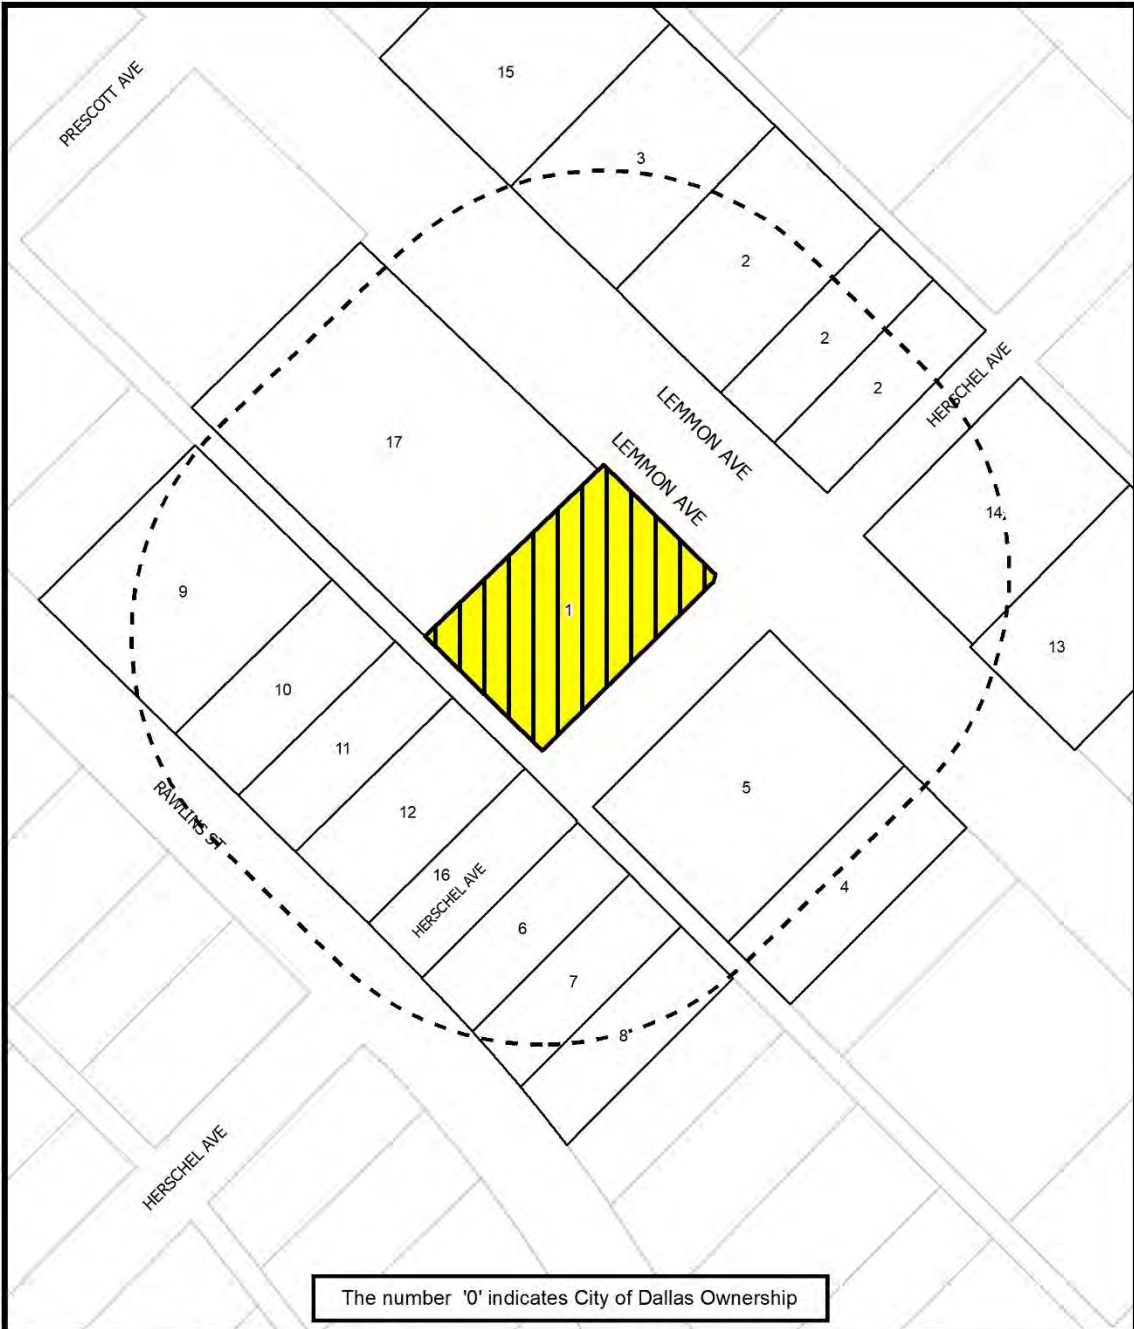 PRESCOTT AVE
15
3
2
2
2
HERSCHEL AVE
LEMMON AVE
LEMMON AVE
17
14
1
13
9
10
11
12
16
HERSCHEL AVE
5
4
RAWLINS ST
6
7
8
HERSCHEL AVE
The number '0' indicates City of Dallas Ownership